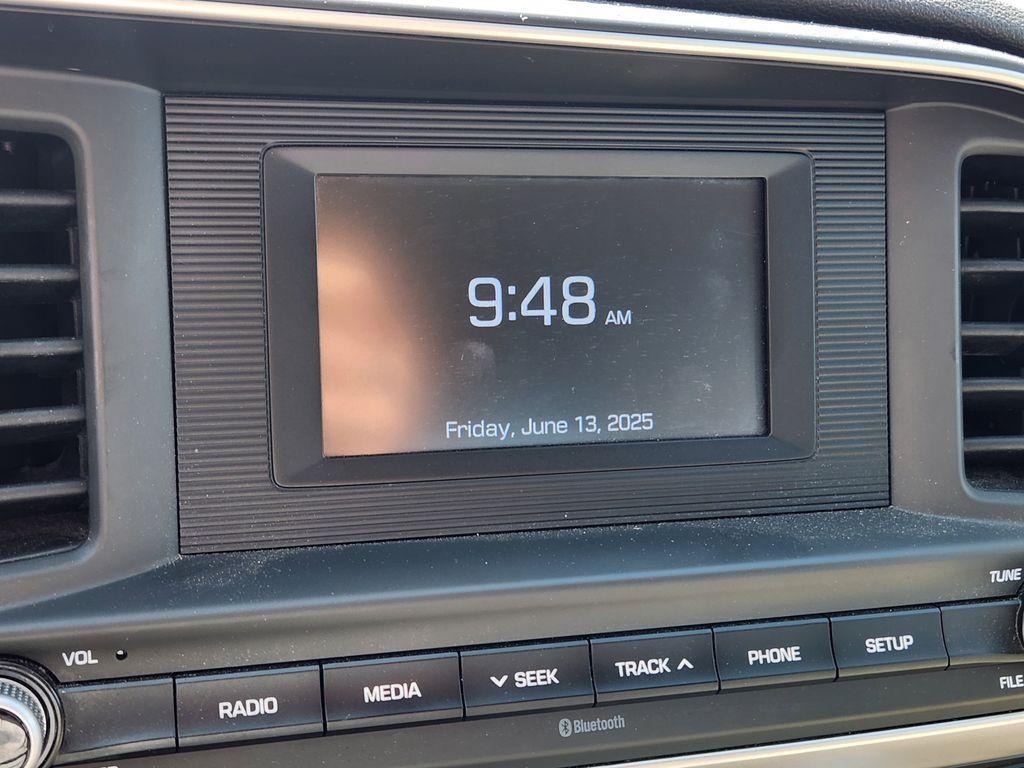 9:48 AM
Friday, June 13, 2025
TUNE
VOL
RADIO
MEDIA
SEEK
TRACK
PHONE
SETUP
FILE
Bluetooth